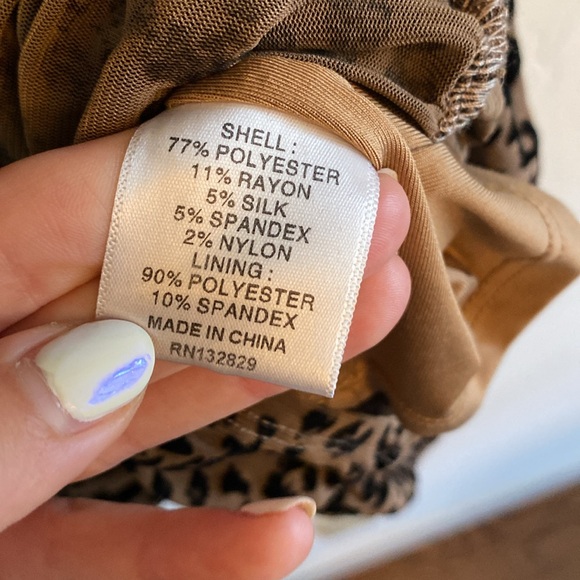 SHELL :
77% POLYESTER
11% RAYON
5% SILK
5% SPANDEX
2% NYLON
LINING :
90% POLYESTER
10% SPANDEX
MADE IN CHINA
RN132829